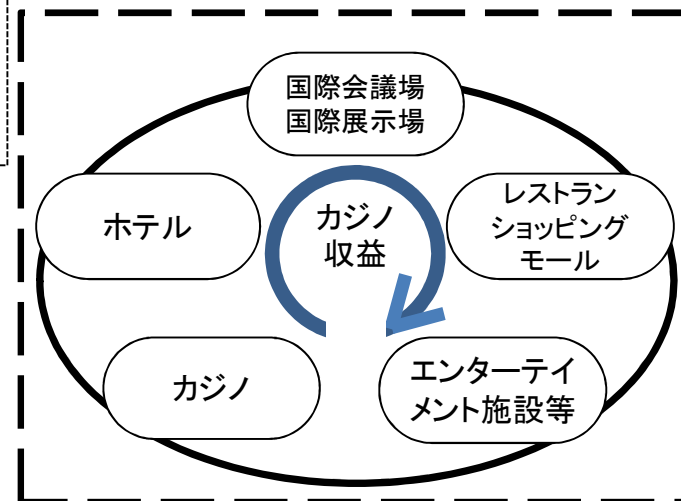 国際会議場
国際展示場
ホテル
カジノ
収益
レストラン
ショッピング
モール
カジノ
エンターテイ
メント施設等